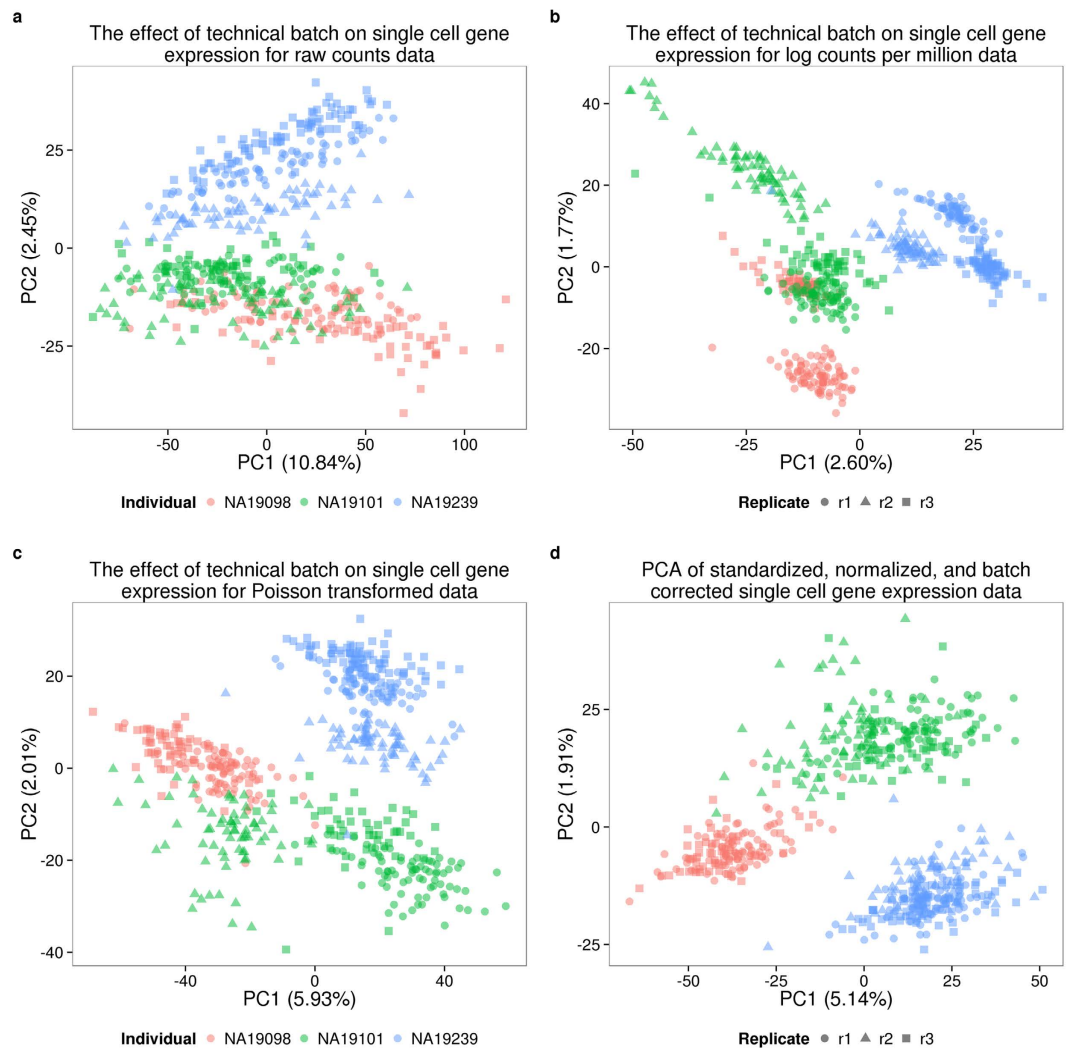 a
The effect of technical batch on single cell gene
expression for raw counts data
25
0
-25
PC2 (2.45%)
-50
0
50
100
PC1 (10.84%)
Individual NA19098 NA19101 NA19239
b
The effect of technical batch on single cell gene
expression for log counts per million data
40
20
0
-20
PC2 (1.77%)
-50
-25
0
25
PC1 (2.60%)
Replicate r1 r2 r3
c
The effect of technical batch on single cell gene
expression for Poisson transformed data
20
0
-20
-40
PC2 (2.01%)
-40
0
40
PC1 (5.93%)
Individual NA19098 NA19101 NA19239
d
PCA of standardized, normalized, and batch
corrected single cell gene expression data
25
0
-25
PC2 (1.91%)
-50
-25
0
25
50
PC1 (5.14%)
Replicate r1 r2 r3